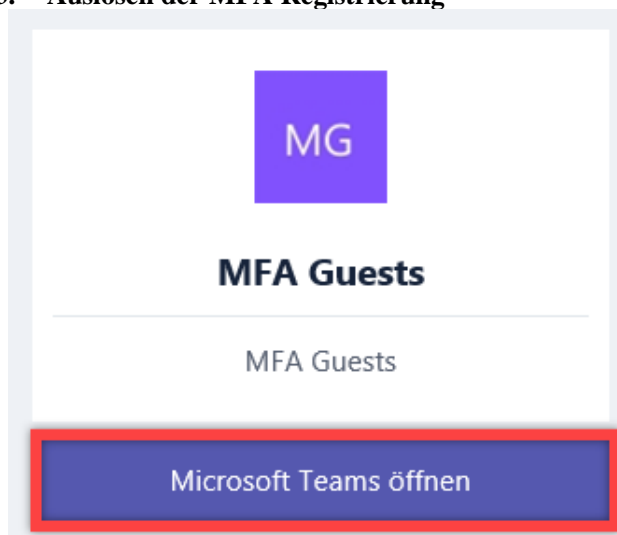 Auslösen der MFA-Registrierung
MG
MFA Guests
MFA Guests
Microsoft Teams öffnen